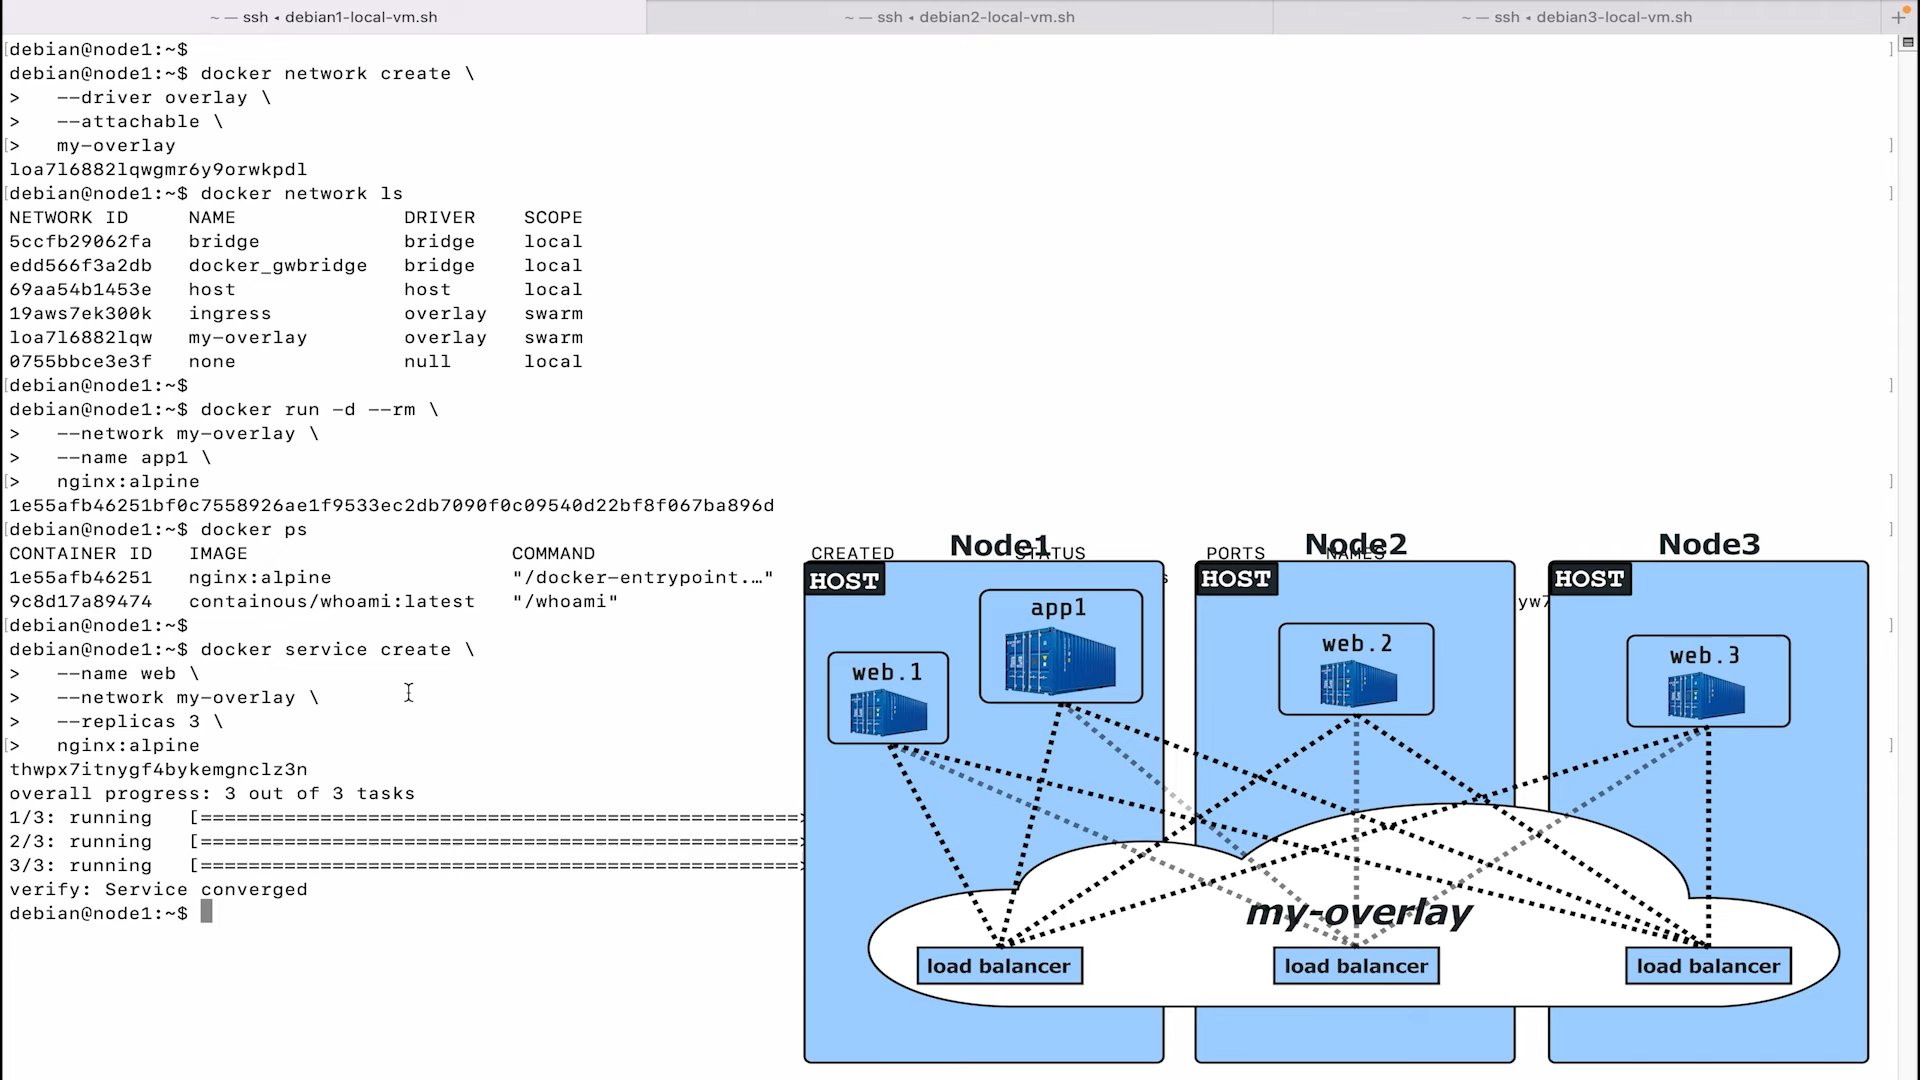 ~ — ssh ◂ debian1-local-vm.sh
~ — ssh ◂ debian2-local-vm.sh
~ — ssh ◂ debian3-local-vm.sh
[debian@node1:~$
debian@node1:~$ docker network create \
>   --driver overlay \
>   --attachable \
[>   my-overlay
loa7l6882lqwgmr6y9orwkpdl
[debian@node1:~$ docker network ls
NETWORK ID     NAME              DRIVER    SCOPE
5ccfb29062fa   bridge            bridge    local
edd566f3a2db   docker_gwbridge   bridge    local
69aa54b1453e   host              host      local
19aws7ek300k   ingress           overlay   swarm
loa7l6882lqw   my-overlay        overlay   swarm
0755bbce3e3f   none              null      local
[debian@node1:~$
debian@node1:~$ docker run -d --rm \
>   --network my-overlay \
>   --name app1 \
[>   nginx:alpine
1e55afb46251bf0c7558926ae1f9533ec2db7090f0c09540d22bf8f067ba896d
[debian@node1:~$ docker ps
CONTAINER ID   IMAGE                      COMMAND                  CREATED          STATUS          PORTS     NAMES
1e55afb46251   nginx:alpine               "/docker-entrypoint.…"
9c8d17a89474   containous/whoami:latest   "/whoami"
[debian@node1:~$
debian@node1:~$ docker service create \
>   --name web \
>   --network my-overlay \
>   --replicas 3 \
[>   nginx:alpine
thwpx7itnygf4bykemgnclz3n
overall progress: 3 out of 3 tasks
1/3: running   [==================================================>
2/3: running   [==================================================>
3/3: running   [==================================================>
verify: Service converged
debian@node1:~$
Node1
HOST
app1
web.1
Node2
HOST
web.2
Node3
HOST
web.3
my-overlay
load balancer
load balancer
load balancer